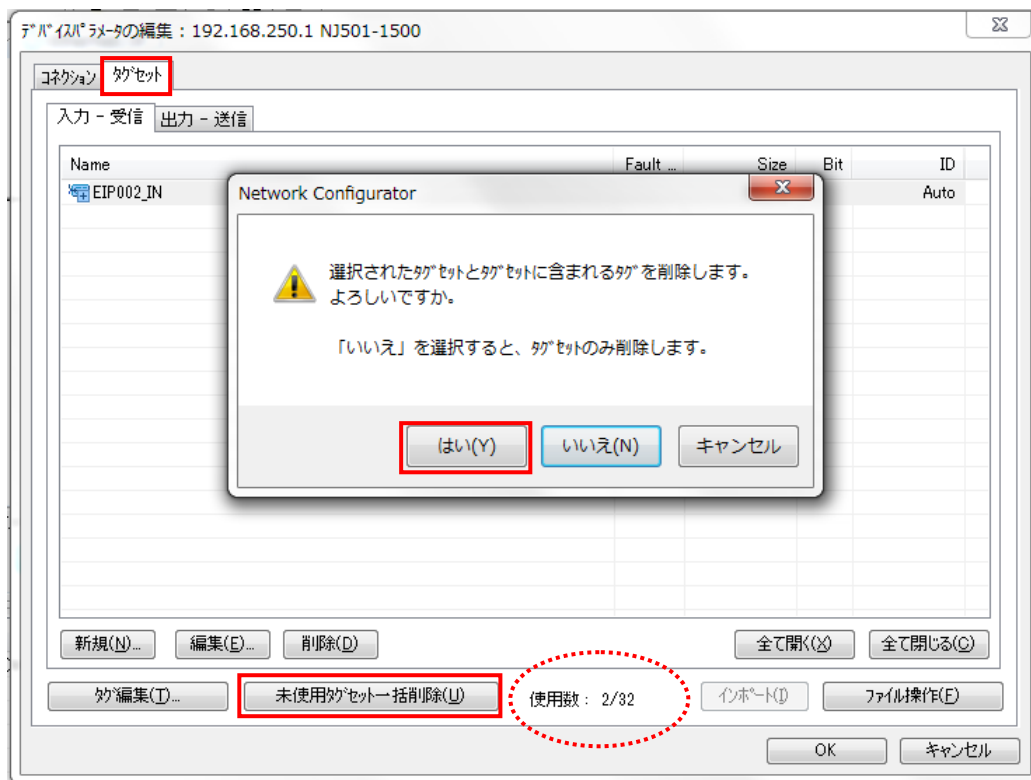 ﾃﾞﾊﾞｲｽﾊﾟﾗﾒｰﾀの編集 : 192.168.250.1 NJ501-1500
ｺﾈｸｼｮﾝ ﾀｸﾞｾｯﾄ
入力 - 受信 出力 - 送信
Name Fault ... Size Bit ID
EIP002_IN Auto
Network Configurator
選択されたﾀｸﾞｾｯﾄとﾀｸﾞｾｯﾄに含まれるﾀｸﾞを削除します。
よろしいですか。
「いいえ」を選択すると、ﾀｸﾞｾｯﾄのみ削除します。
はい(Y) いいえ(N) キャンセル
新規(N)... 編集(E)... 削除(D) 全て開く(X) 全て閉じる(C)
ﾀｸﾞ編集(T)... 未使用ﾀｸﾞｾｯﾄ一括削除(U) 使用数 : 2/32 ｲﾝﾎﾟｰﾄ(I) ﾌｧｲﾙ操作(F)
OK キャンセル